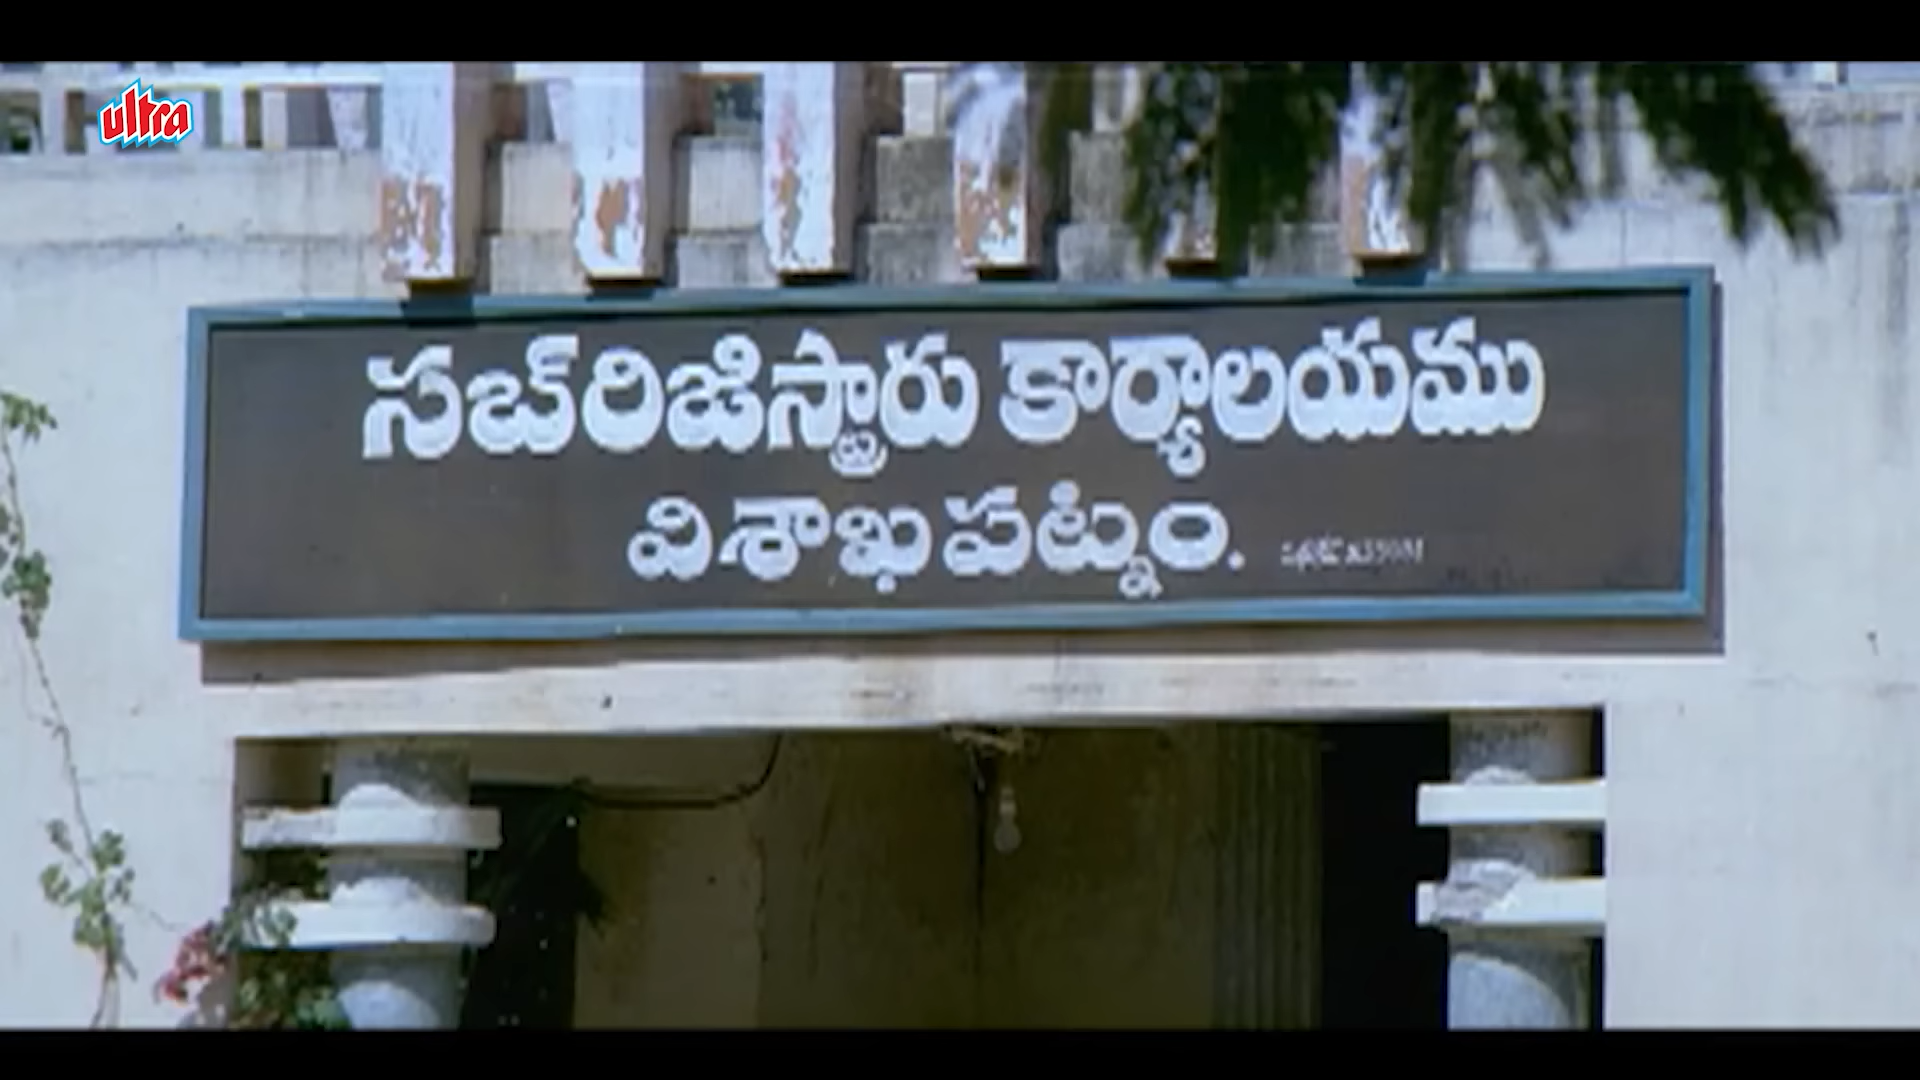 ultra
సబ్‌రిజిస్ట్రారు కార్యాలయము
విశాఖపట్నం.